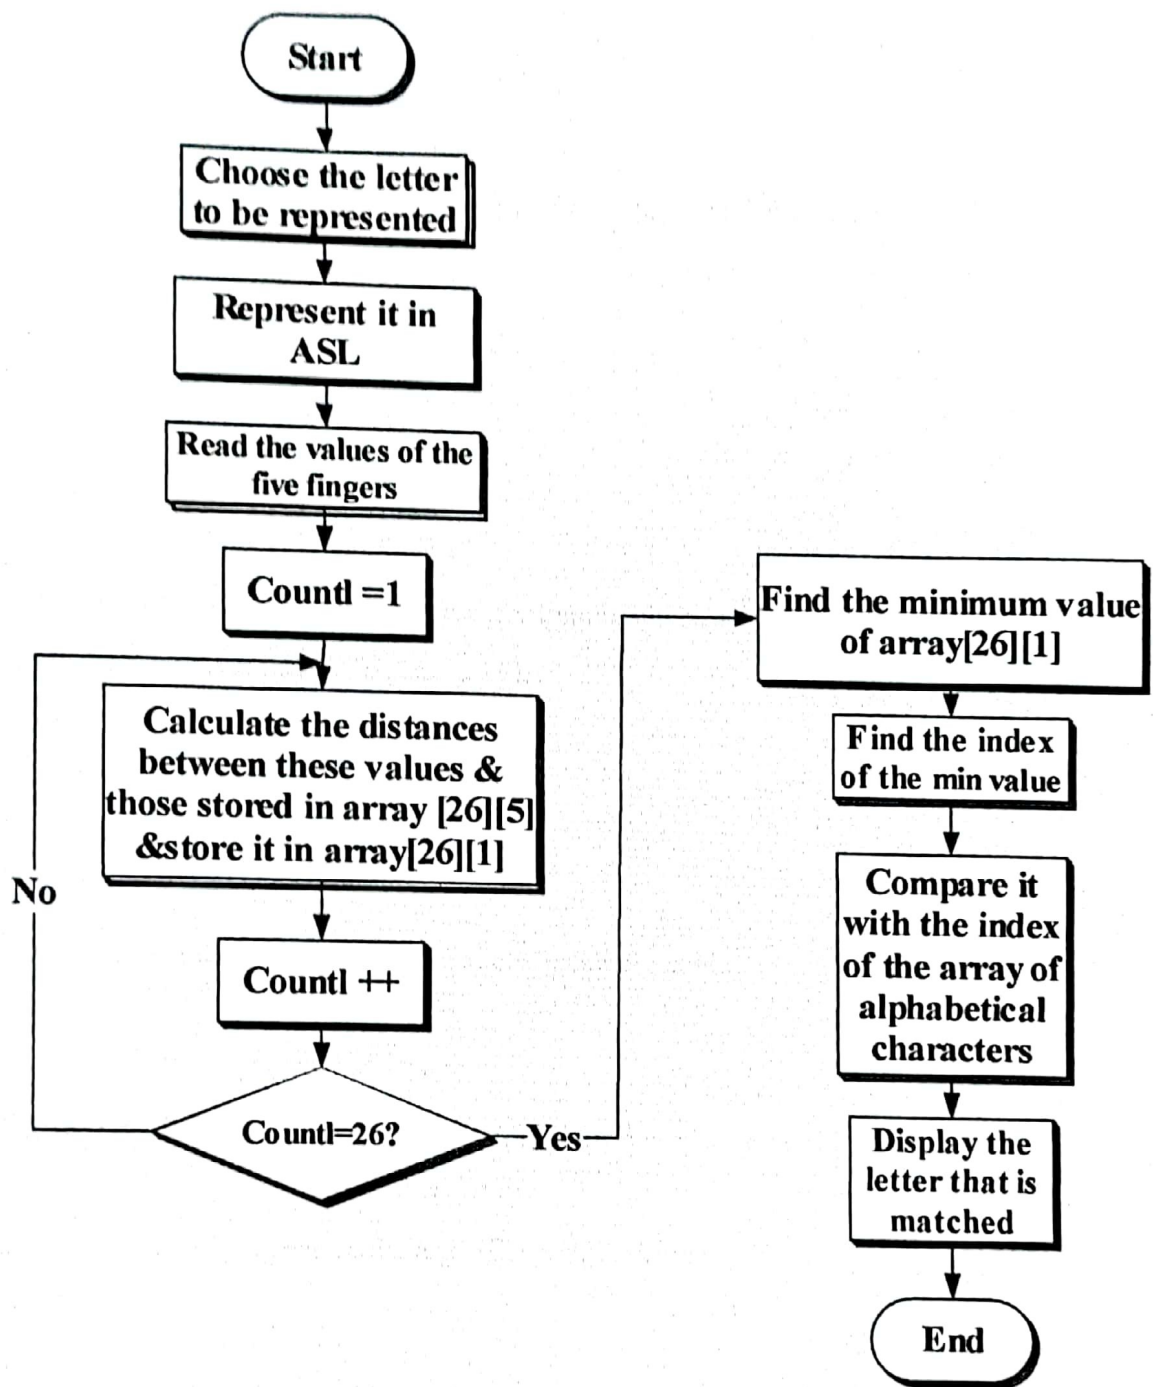 Start
Choose the letter
to be represented
Represent it in
ASL
Read the values of the
five fingers
Countl =1
Calculate the distances
between these values &
those stored in array [26][5]
&store it in array[26][1]
No
Countl ++
Countl=26?
Yes
Find the minimum value
of array[26][1]
Find the index
of the min value
Compare it
with the index
of the array of
alphabetical
characters
Display the
letter that is
matched
End